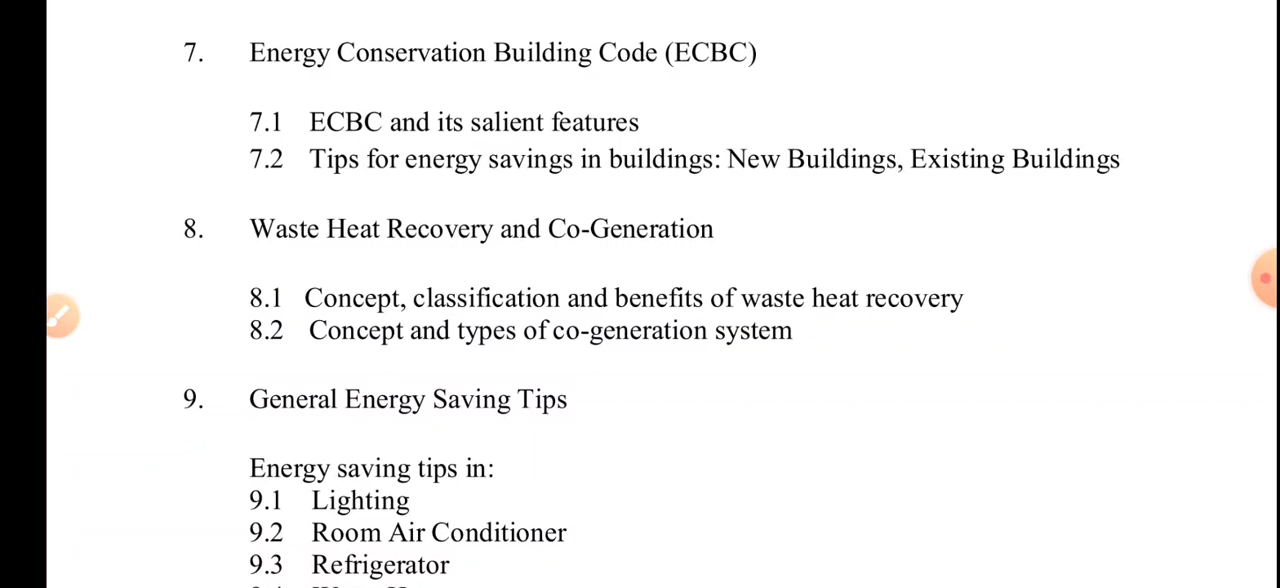 7. Energy Conservation Building Code (ECBC)
7.1 ECBC and its salient features
7.2 Tips for energy savings in buildings: New Buildings, Existing Buildings
8. Waste Heat Recovery and Co-Generation
8.1 Concept, classification and benefits of waste heat recovery
8.2 Concept and types of co-generation system
9. General Energy Saving Tips
Energy saving tips in:
9.1 Lighting
9.2 Room Air Conditioner
9.3 Refrigerator